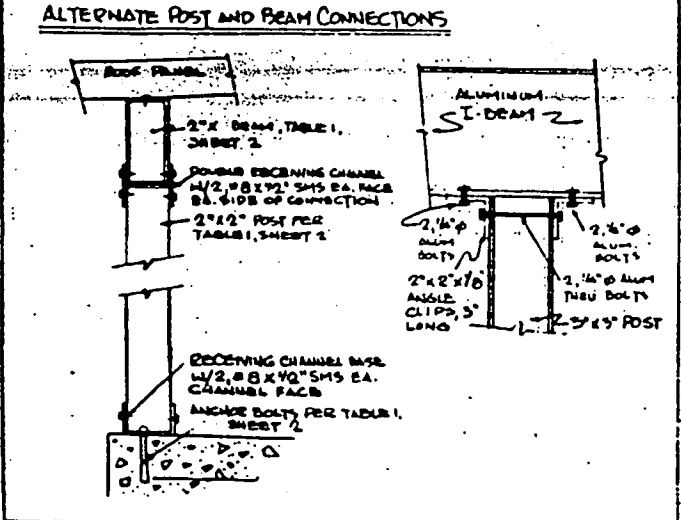 ALTERNATE POST AND BEAM CONNECTIONS
ROOF PANEL
2"X BEAM, TABLE 1,
SHEET 2
DOUBLE RECEIVING CHANNEL
W/2, #8 X 1/2" SMS EA. FACE
EA. SIDE OF CONNECTION
2"X2" POST PER
TABLE 1, SHEET 2
RECEIVING CHANNEL BASE
W/2, #8 X 1/2" SMS EA.
CHANNEL FACE
ANCHOR BOLTS PER TABLE 1,
SHEET 2
ALUMINUM
I-BEAM
2, 1/4" Ø
ALUM
BOLTS
2"X2"X1/8"
ANGLE
CLIPS, 3"
LONG
2, 1/4" Ø
ALUM.
BOLTS
2, 1/4" Ø ALUM
THRU BOLTS
3"X3" POST